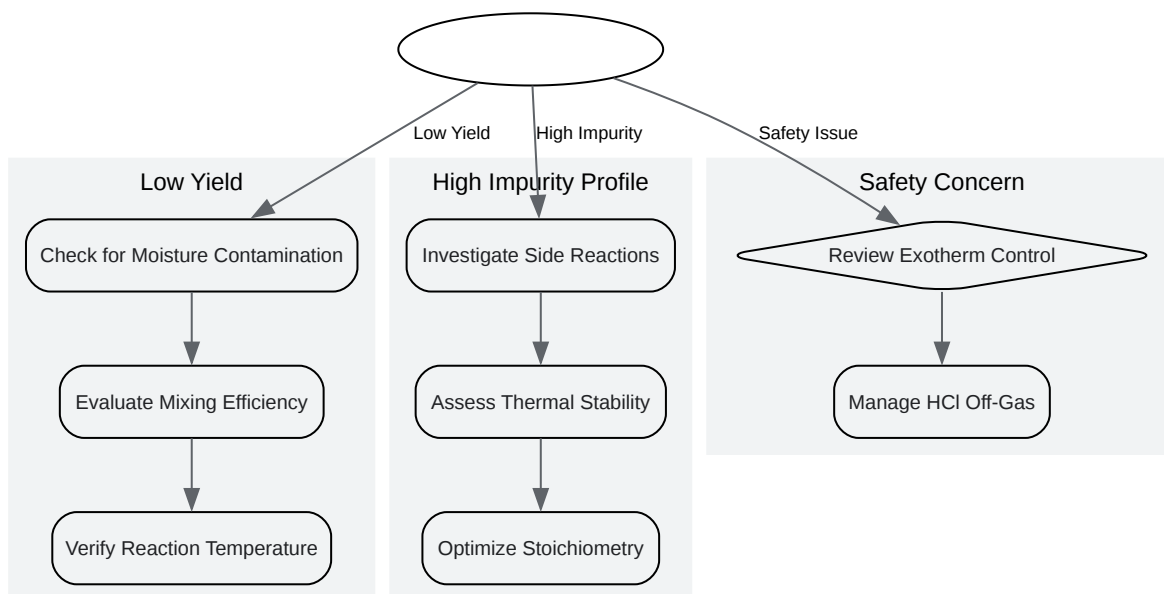 Low Yield
High Impurity
Safety Issue
Low Yield
High Impurity Profile
Safety Concern
Check for Moisture Contamination
Investigate Side Reactions
Review Exotherm Control
Evaluate Mixing Efficiency
Assess Thermal Stability
Manage HCl Off-Gas
Verify Reaction Temperature
Optimize Stoichiometry